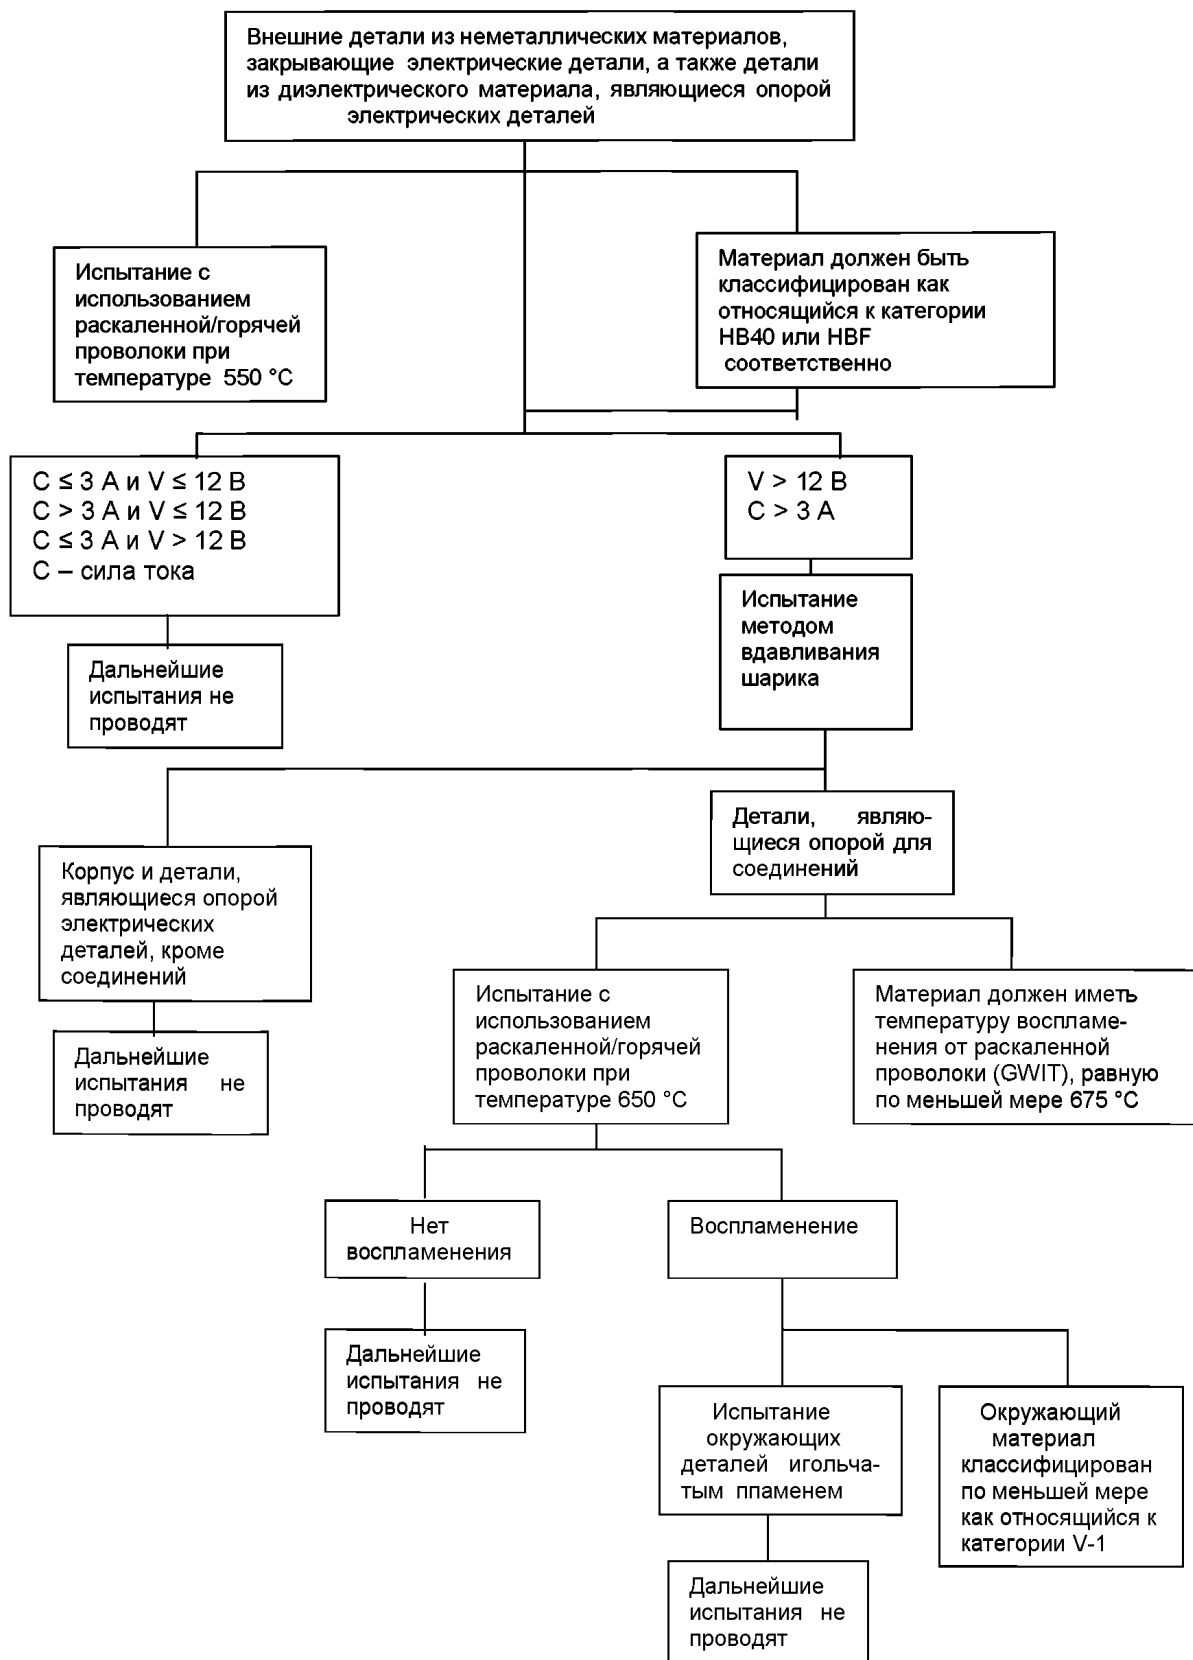 Внешние детали из неметаллических материалов,
закрывающие электрические детали, а также детали
из диэлектрического материала, являющиеся опорой
электрических деталей
Испытание с
использованием
раскаленной/горячей
проволоки при
температуре 550 °C
Материал должен быть
классифицирован как
относящийся к категории
HB40 или HBF
соответственно
C ≤ 3 А и V ≤ 12 В
C > 3 А и V ≤ 12 В
C ≤ 3 А и V > 12 В
C – сила тока
V > 12 В
C > 3 А
Испытание
методом
вдавливания
шарика
Дальнейшие
испытания не
проводят
Детали, являю-
щиеся опорой для
соединений
Корпус и детали,
являющиеся опорой
электрических
деталей, кроме
соединений
Дальнейшие
испытания не
проводят
Испытание с
использованием
раскаленной/горячей
проволоки при
температуре 650 °C
Материал должен иметь
температуру воспламе-
нения от раскаленной
проволоки (GWIT), равную
по меньшей мере 675 °C
Нет
воспламенения
Воспламенение
Дальнейшие
испытания не
проводят
Испытание
окружающих
деталей игольча-
тым ппаменем
Окружающий
материал
классифицирован
по меньшей мере
как относящийся к
категории V-1
Дальнейшие
испытания не
проводят